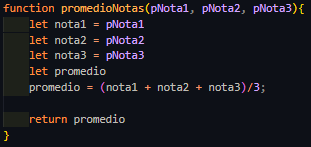 function promedioNotas(pNota1, pNota2, pNota3){
    let nota1 = pNota1
    let nota2 = pNota2
    let nota3 = pNota3
    let promedio
    promedio = (nota1 + nota2 + nota3)/3;

    return promedio
}